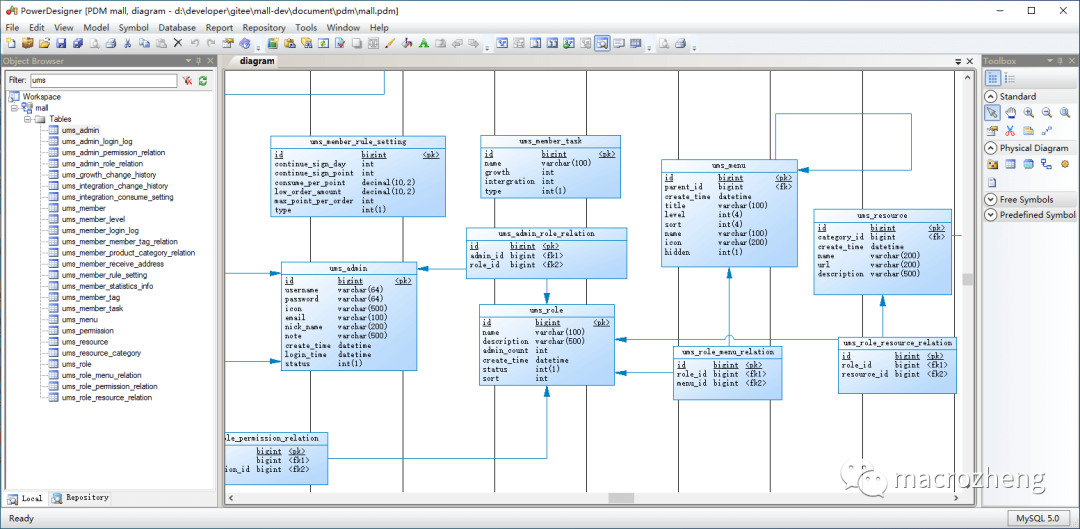 PowerDesigner [PDM mall, diagram - d:\developer\gitee\mall-dev\document\pdm\mall.pdm]
File Edit View Model Symbol Database Report Repository Tools Window Help
Object Browser
Filter: ums
Workspace
mall
Tables
ums_admin
ums_admin_login_log
ums_admin_permission_relation
ums_admin_role_relation
ums_growth_change_history
ums_integration_change_history
ums_integration_consume_setting
ums_member
ums_member_level
ums_member_login_log
ums_member_member_tag_relation
ums_member_product_category_relation
ums_member_receive_address
ums_member_rule_setting
ums_member_statistics_info
ums_member_tag
ums_member_task
ums_menu
ums_permission
ums_resource
ums_resource_category
ums_role
ums_role_menu_relation
ums_role_permission_relation
ums_role_resource_relation
Local Repository
diagram
ums_member_rule_setting
id bigint <pk>
continue_sign_day int
continue_sign_point int
consume_per_point decimal(10,2)
low_order_amount decimal(10,2)
max_point_per_order int
type int(1)
ums_member_task
id bigint <pk>
name varchar(100)
growth int
intergration int
type int(1)
ums_menu
id bigint <pk>
parent_id bigint <fk>
create_time datetime
title varchar(100)
level int(4)
sort int(4)
name varchar(100)
icon varchar(200)
hidden int(1)
ums_resource
id bigint <pk>
category_id bigint <fk>
create_time datetime
name varchar(200)
url varchar(200)
description varchar(500)
ums_admin_role_relation
id bigint <pk>
admin_id bigint <fk1>
role_id bigint <fk2>
ums_admin
id bigint <pk>
username varchar(64)
password varchar(64)
icon varchar(500)
email varchar(100)
nick_name varchar(200)
note varchar(500)
create_time datetime
login_time datetime
status int(1)
ums_role
id bigint <pk>
name varchar(100)
description varchar(500)
admin_count int
create_time datetime
status int(1)
sort int
ums_role_menu_relation
id bigint <pk>
role_id bigint <fk1>
menu_id bigint <fk2>
ums_role_resource_relation
id bigint <pk>
role_id bigint <fk1>
resource_id bigint <fk2>
ole_permission_relation
bigint <pk>
bigint <fk1>
ion_id bigint <fk2>
Toolbox
Standard
Physical Diagram
Free Symbols
Predefined Symbol
macrozheng
Ready
MySQL 5.0